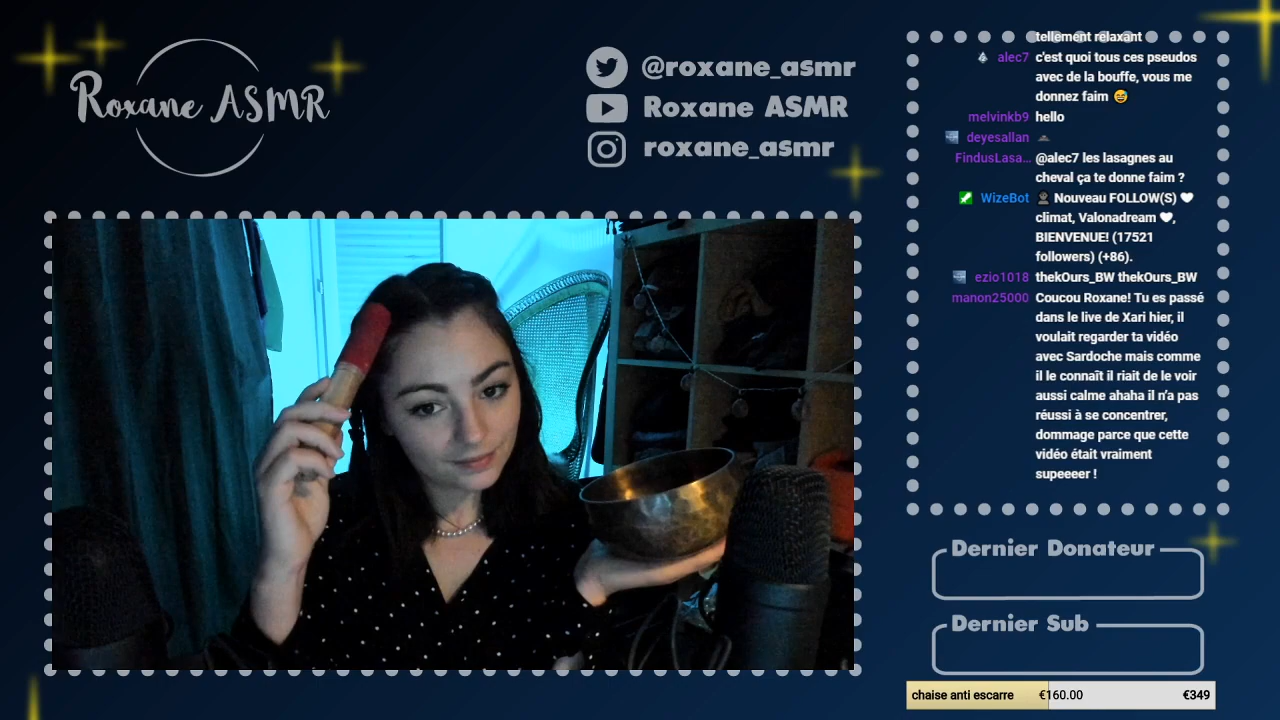 Roxane ASMR
@roxane_asmr
Roxane ASMR
roxane_asmr
tellement relaxant
alec7 c'est quoi tous ces pseudos
avec de la bouffe, vous me
donnez faim 😅
melvinkb9 hello
deyesallan
FindusLasa... @alec7 les lasagnes au
cheval ça te donne faim ?
WizeBot Nouveau FOLLOW(S) 🤍
climat, Valonadream 🤍,
BIENVENUE! (17521
followers) (+86).
ezio1018 thekOurs_BW thekOurs_BW
manon25000 Coucou Roxane! Tu es passé
dans le live de Xari hier, il
voulait regarder ta vidéo
avec Sardoche mais comme
il le connaît il riait de le voir
aussi calme ahaha il n'a pas
réussi à se concentrer,
dommage parce que cette
vidéo était vraiment
supeeeer !
Dernier Donateur
Dernier Sub
chaise anti escarre €160.00 €349